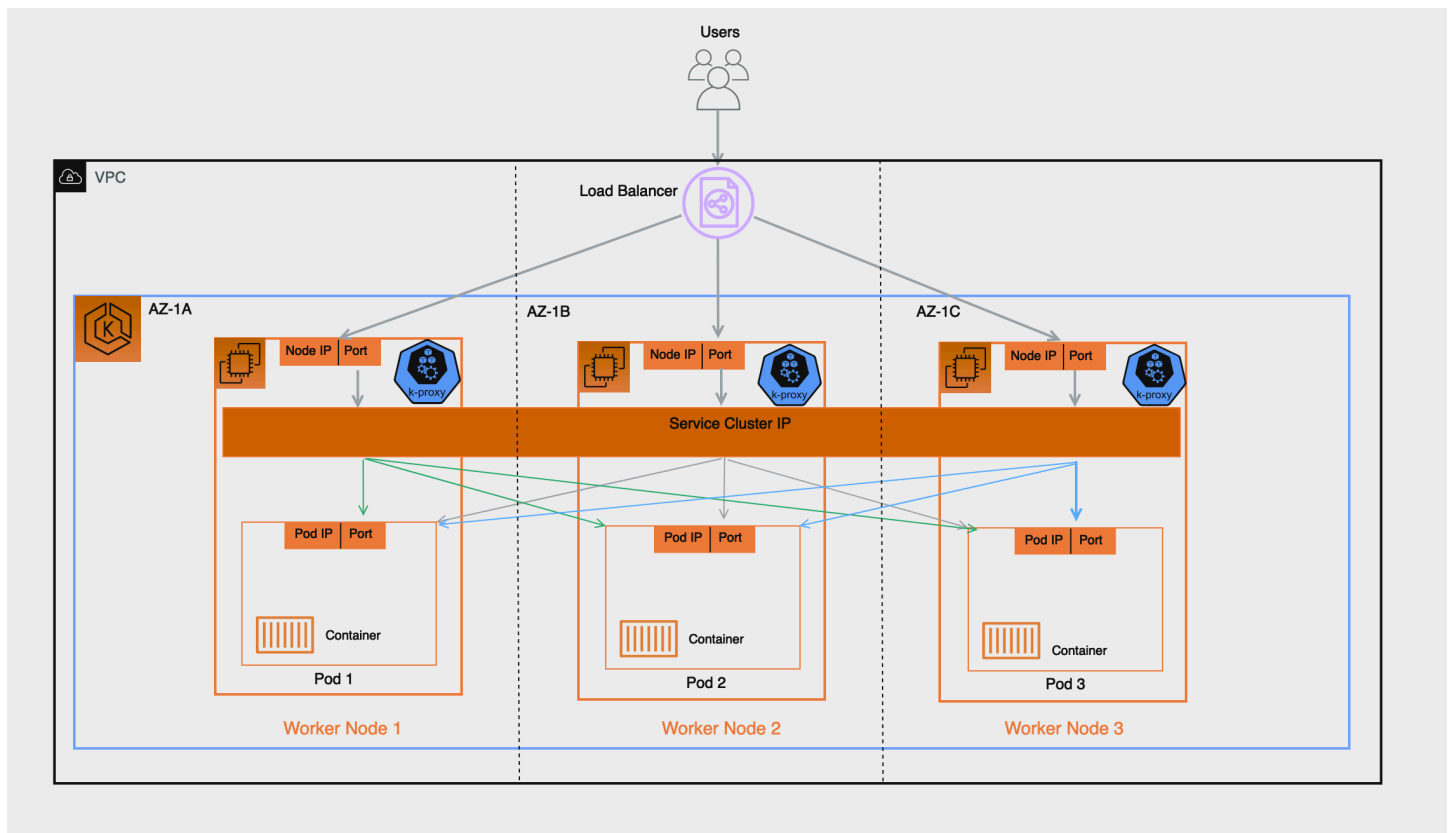 Users
VPC
Load Balancer
AZ-1A
AZ-1B
AZ-1C
K
Node IP
Port
k-proxy
Node IP
Port
k-proxy
Node IP
Port
k-proxy
Service Cluster IP
Pod IP
Port
Pod IP
Port
Pod IP
Port
Container
Container
Container
Pod 1
Pod 2
Pod 3
Worker Node 1
Worker Node 2
Worker Node 3